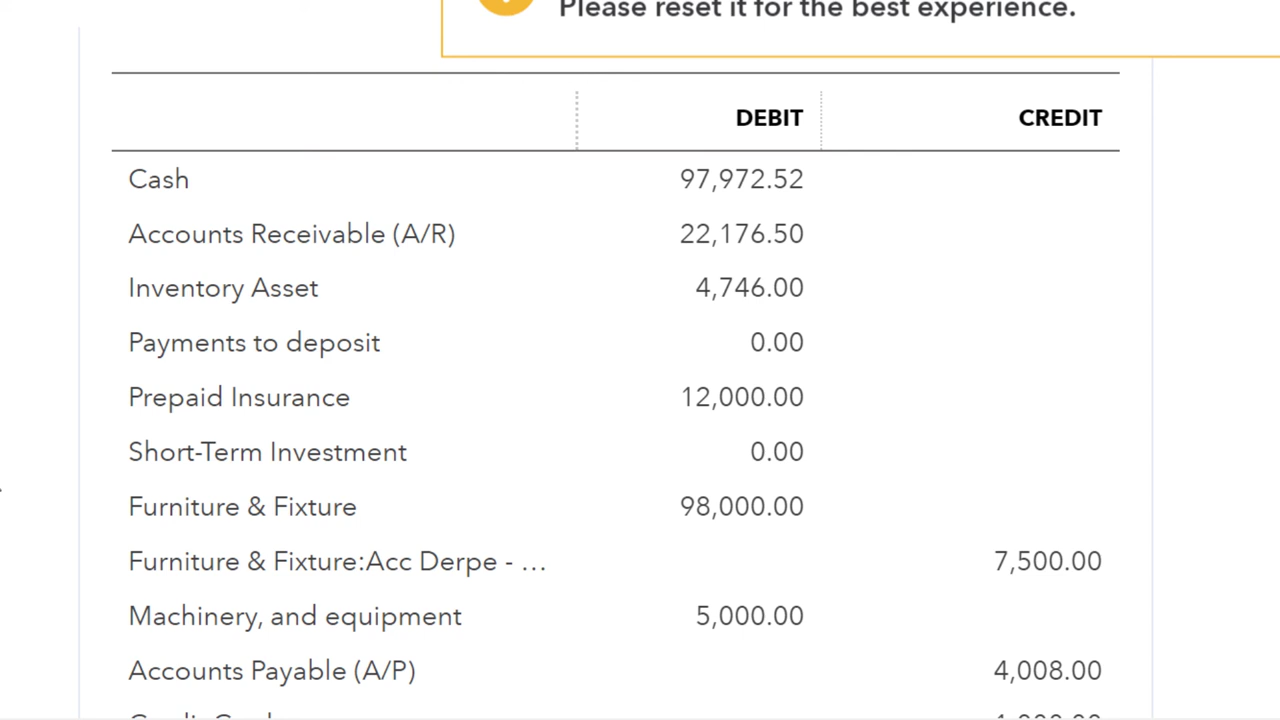 Please reset it for the best experience.
DEBIT CREDIT
Cash 97,972.52
Accounts Receivable (A/R) 22,176.50
Inventory Asset 4,746.00
Payments to deposit 0.00
Prepaid Insurance 12,000.00
Short-Term Investment 0.00
Furniture & Fixture 98,000.00
Furniture & Fixture:Acc Derpe - ... 7,500.00
Machinery, and equipment 5,000.00
Accounts Payable (A/P) 4,008.00